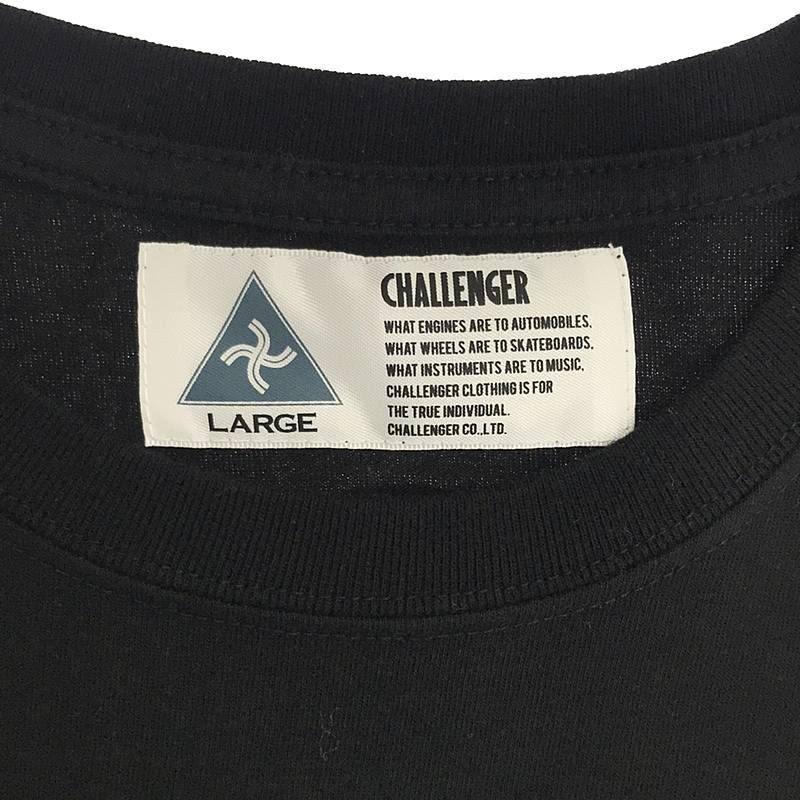 LARGE
CHALLENGER
WHAT ENGINES ARE TO AUTOMOBILES,
WHAT WHEELS ARE TO SKATEBOARDS,
WHAT INSTRUMENTS ARE TO MUSIC,
CHALLENGER CLOTHING IS FOR
THE TRUE INDIVIDUAL.
CHALLENGER CO.,LTD.